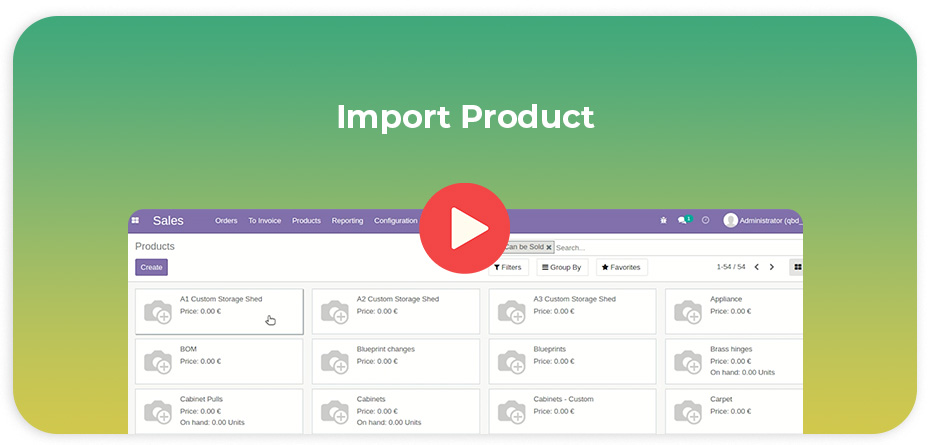 Import Product
Sales Orders To Invoice Products Reporting Configuration 1 Administrator (qbd_
Products Can be Sold Search...
Create Filters Group By Favorites 1-54 / 54
A1 Custom Storage Shed A2 Custom Storage Shed A3 Custom Storage Shed Appliance
Price: 0.00 € Price: 0.00 € Price: 0.00 € Price: 0.00 €
BOM Blueprint changes Blueprints Brass hinges
Price: 0.00 € Price: 0.00 € Price: 0.00 € Price: 0.00 €
On hand: 0.00 Units
Cabinet Pulls Cabinets Cabinets - Custom Carpet
Price: 0.00 € Price: 0.00 € Price: 0.00 € Price: 0.00 €
On hand: 0.00 Units On hand: 0.00 Units